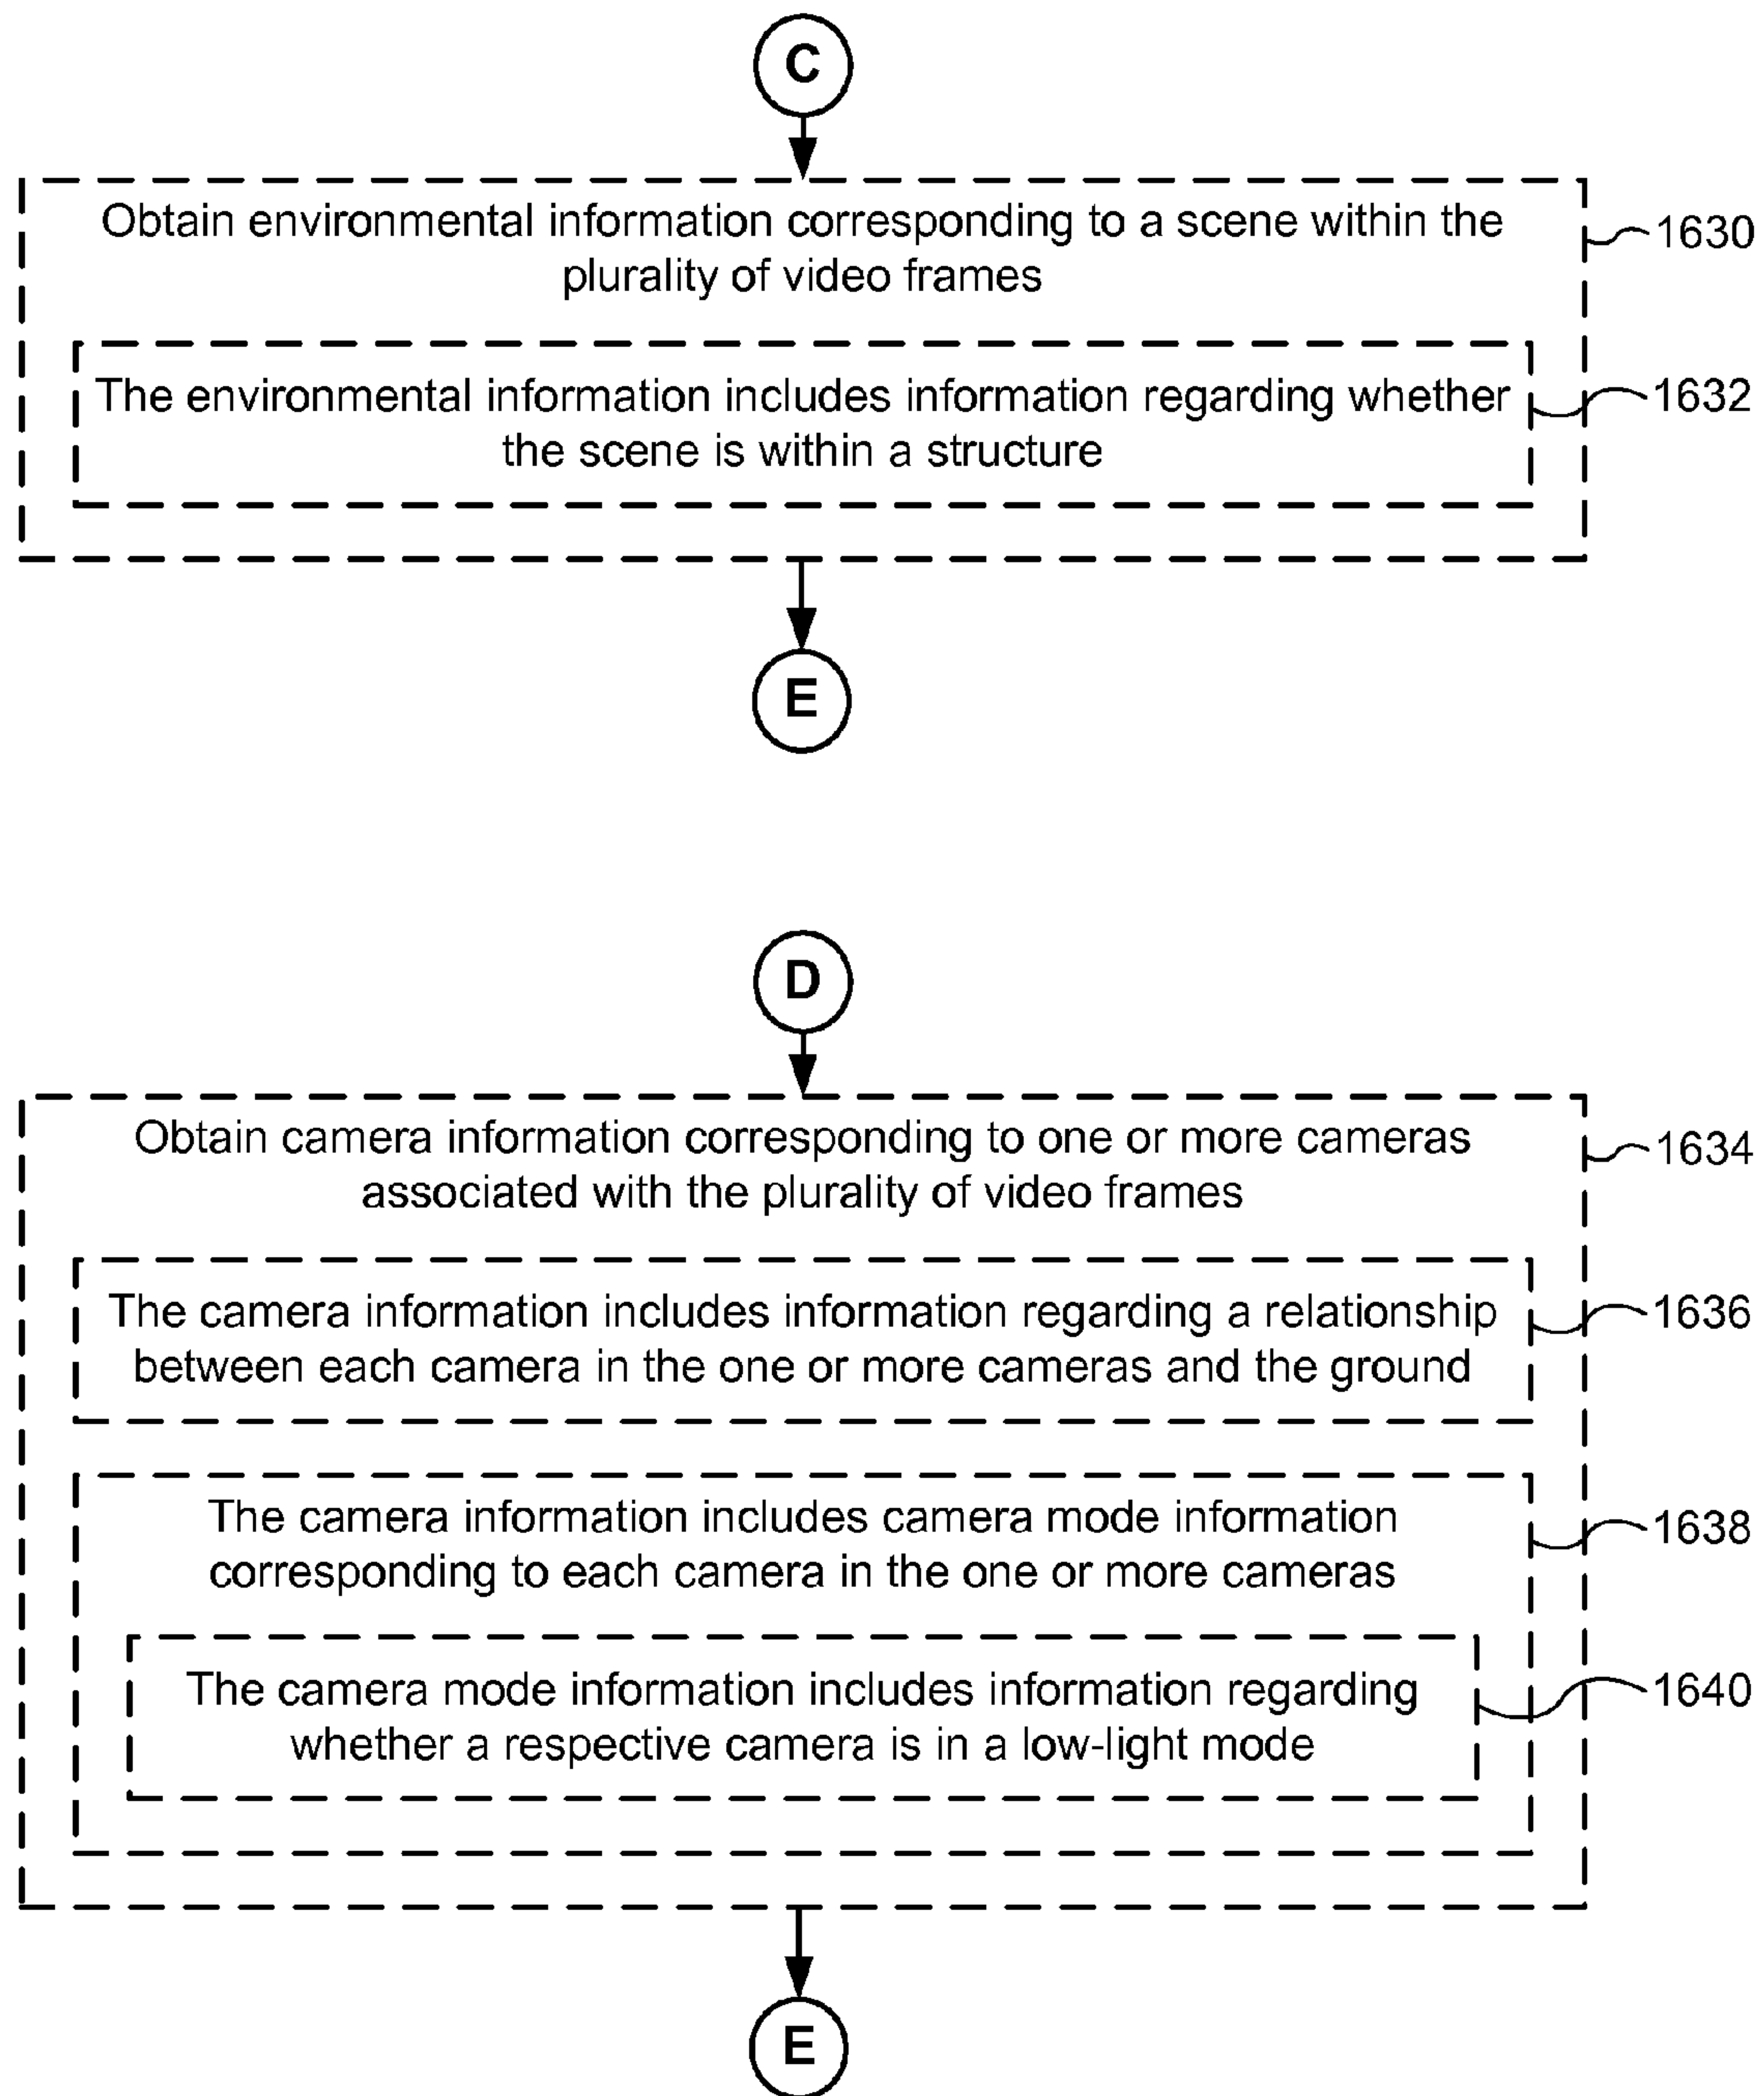 C
Obtain environmental information corresponding to a scene within the
plurality of video frames
1630
The environmental information includes information regarding whether
the scene is within a structure
1632
E
D
Obtain camera information corresponding to one or more cameras
associated with the plurality of video frames
1634
The camera information includes information regarding a relationship
between each camera in the one or more cameras and the ground
1636
The camera information includes camera mode information
corresponding to each camera in the one or more cameras
1638
The camera mode information includes information regarding
whether a respective camera is in a low-light mode
1640
E